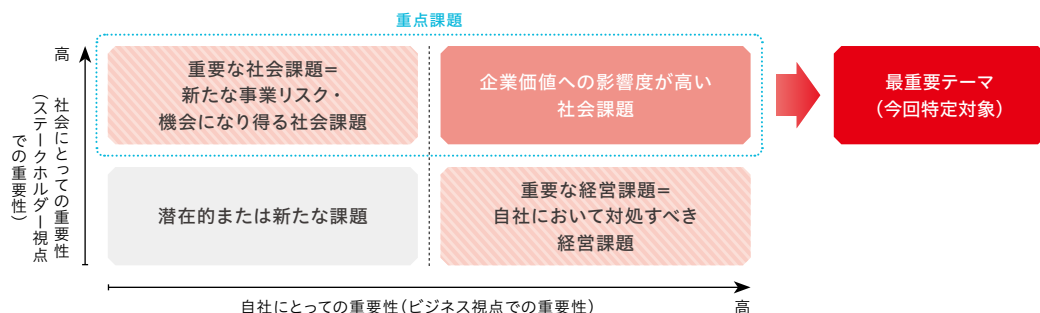 重点課題
高
重要な社会課題=
新たな事業リスク・
機会になり得る社会課題
企業価値への影響度が高い
社会課題
最重要テーマ
(今回特定対象)
社会にとっての重要性
(ステークホルダー視点
での重要性)
潜在的または新たな課題
重要な経営課題=
自社において対処すべき
経営課題
自社にとっての重要性(ビジネス視点での重要性)
高